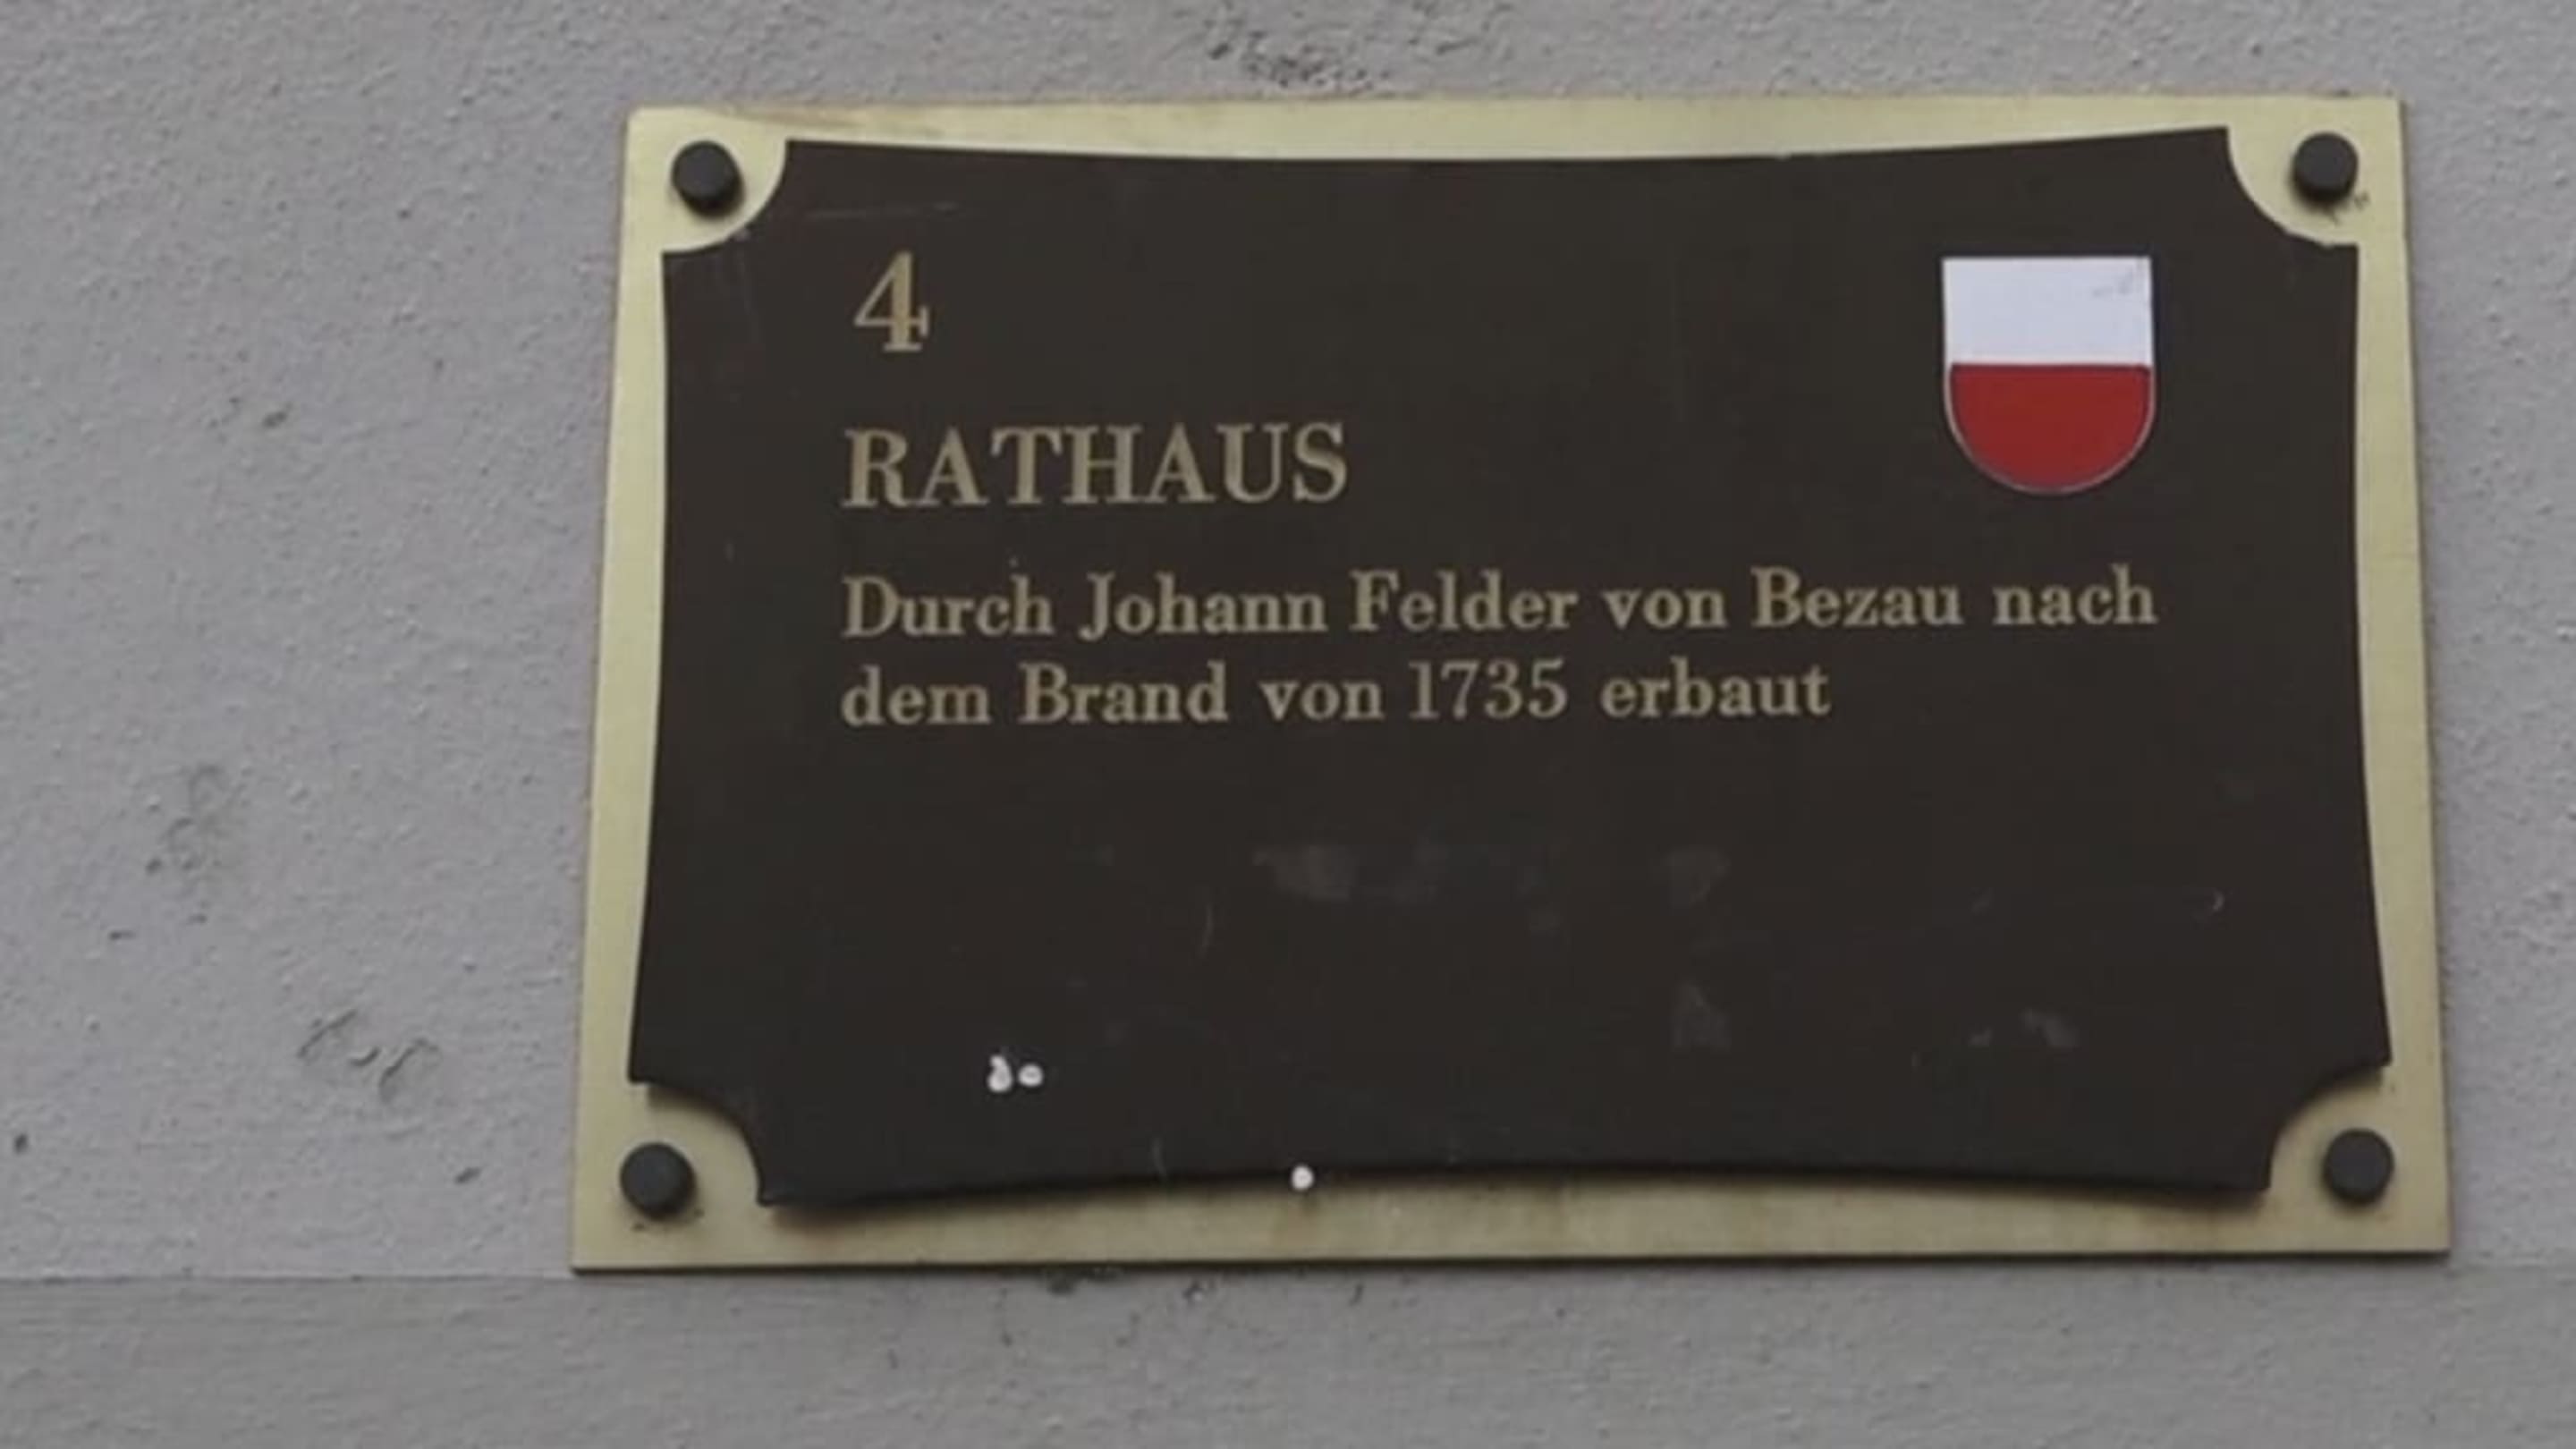 4
RATHAUS
Durch Johann Felder von Bezau nach
dem Brand von 1735 erbaut